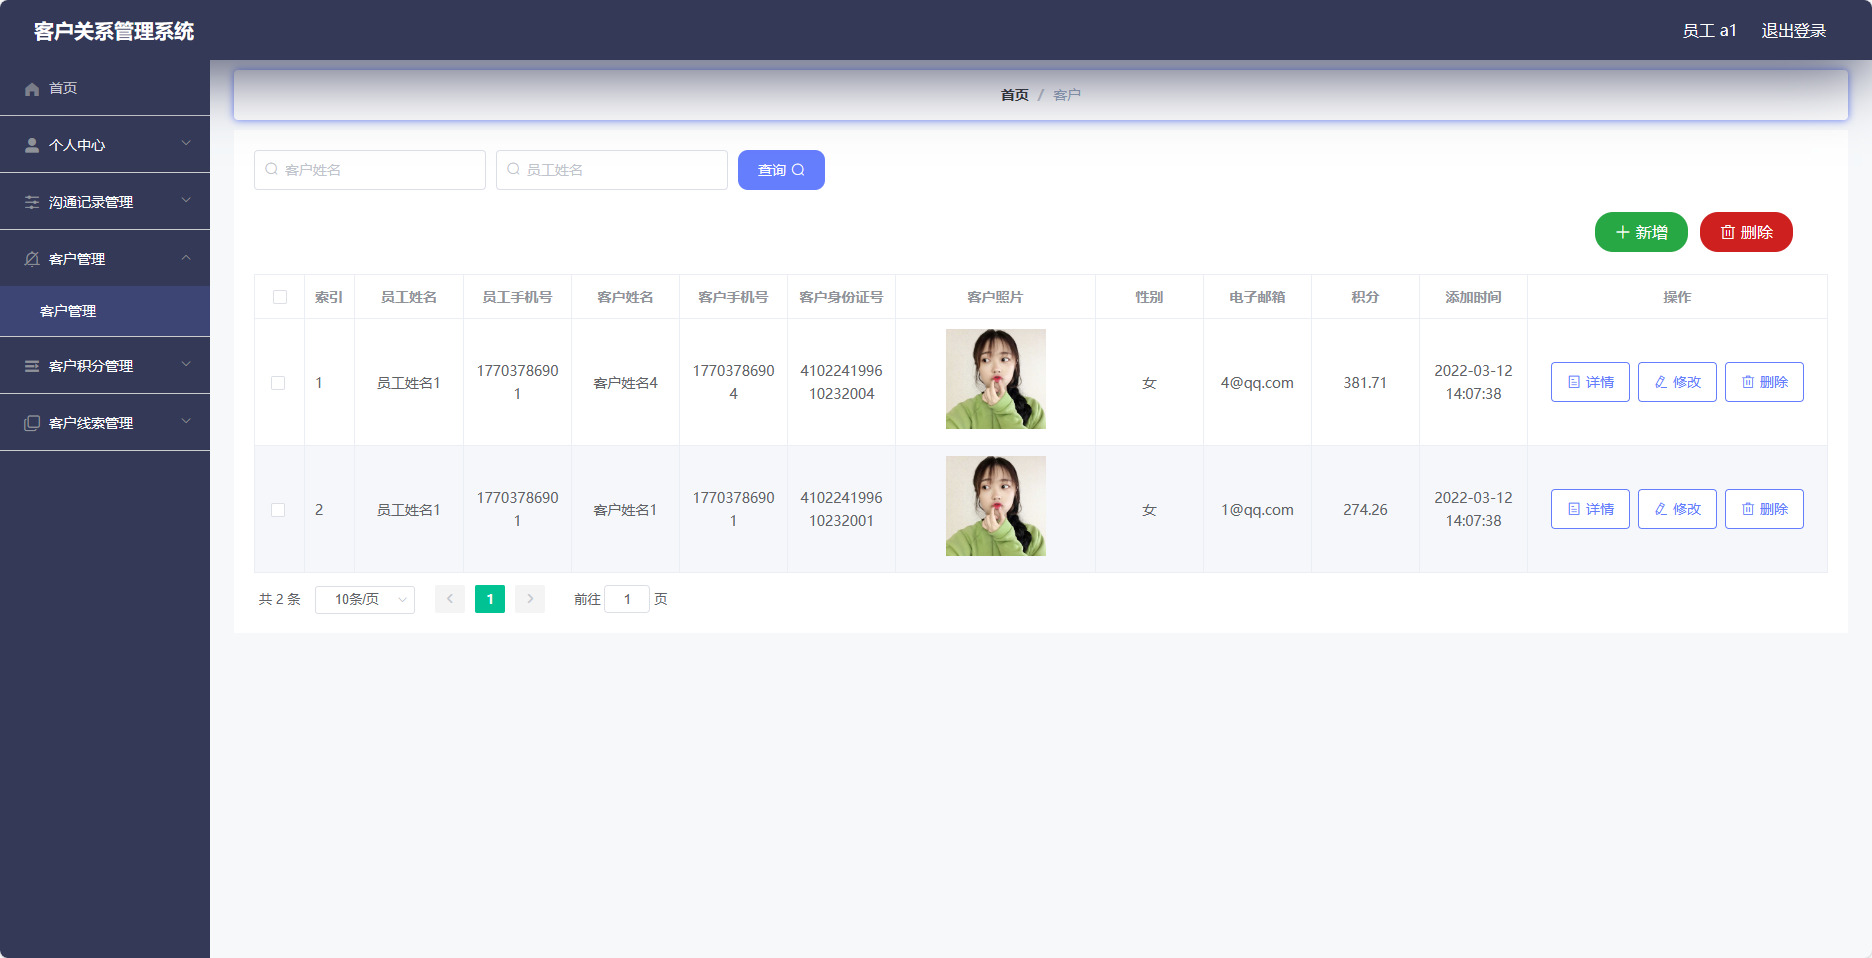 客户关系管理系统
员工 a1 退出登录
首页
个人中心
沟通记录管理
客户管理
客户管理
客户积分管理
客户线索管理
首页 / 客户
客户姓名 员工姓名 查询
新增 删除
索引 员工姓名 员工手机号 客户姓名 客户手机号 客户身份证号 客户照片 性别 电子邮箱 积分 添加时间 操作
1 员工姓名1 17703786901 客户姓名4 17703786904 410224199610232004 女 4@qq.com 381.71 2022-03-12 14:07:38 详情 修改 删除
2 员工姓名1 17703786901 客户姓名1 17703786901 410224199610232001 女 1@qq.com 274.26 2022-03-12 14:07:38 详情 修改 删除
共 2 条 10条/页 1 前往 1 页